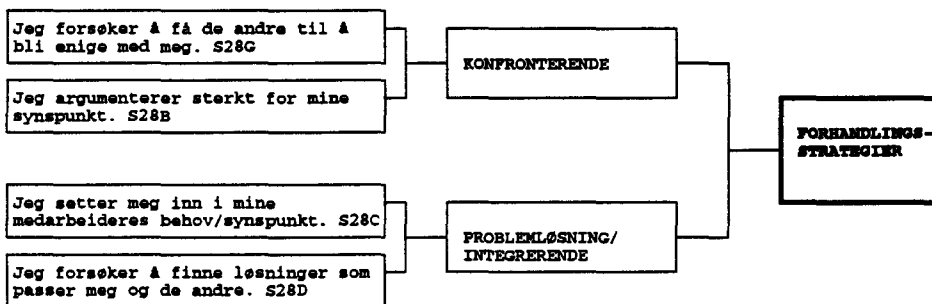 Jeg forsøker å få de andre til å
bli enige med meg. S28G
KONFRONTERENDE
Jeg argumenterer sterkt for mine
synspunkt. S28B
FORHANDLINGS-
STRATEGIER
Jeg setter meg inn i mine
medarbeideres behov/synspunkt. S28C
PROBLEMLØSNING/
INTEGRERENDE
Jeg forsøker å finne løsninger som
passer meg og de andre. S28D